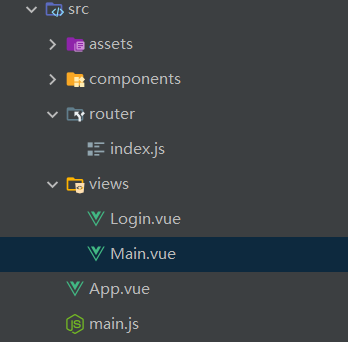 src
assets
components
router
index.js
views
Login.vue
Main.vue
App.vue
main.js